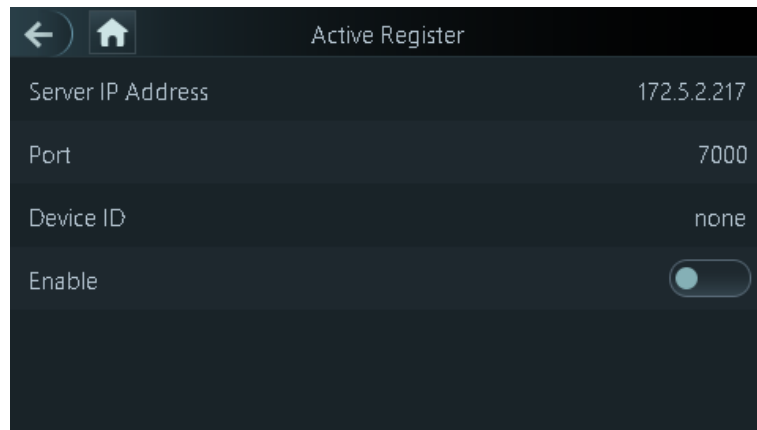 Active Register
Server IP Address 172.5.2.217
Port 7000
Device ID none
Enable